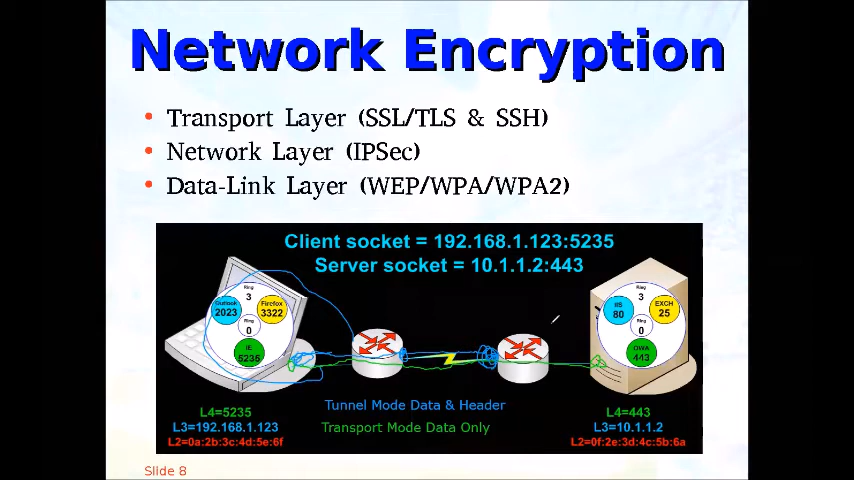 Network Encryption
• Transport Layer (SSL/TLS & SSH)
• Network Layer (IPSec)
• Data-Link Layer (WEP/WPA/WPA2)
Client socket = 192.168.1.123:5235
Server socket = 10.1.1.2:443
Ring
3
Outlook
2023
Firefox
3322
Ring
0
IE
5235
Ring
3
IIS
80
EXCH
25
Ring
0
OWA
443
L4=5235
L3=192.168.1.123
L2=0a:2b:3c:4d:5e:6f
Tunnel Mode Data & Header
Transport Mode Data Only
L4=443
L3=10.1.1.2
L2=0f:2e:3d:4c:5b:6a
Slide 8